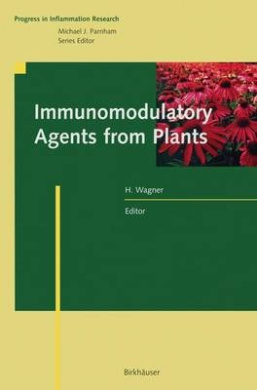 Progress in Inflammation Research
Michael J. Parnham
Series Editor
Immunomodulatory
Agents from Plants
H. Wagner
Editor
Birkhäuser